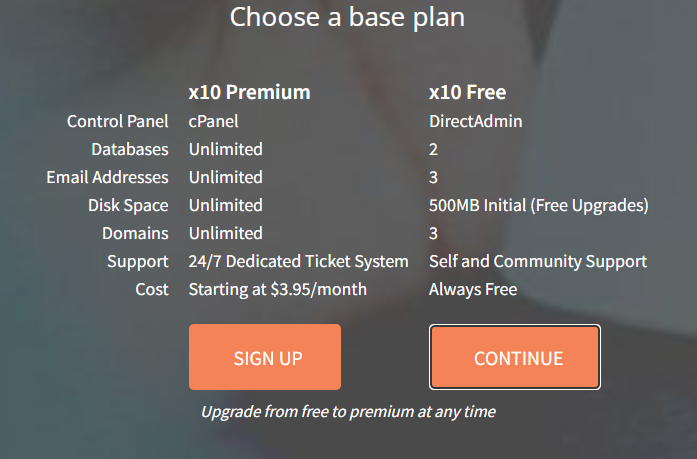 Choose a base plan
x10 Premium x10 Free
Control Panel cPanel DirectAdmin
Databases Unlimited 2
Email Addresses Unlimited 3
Disk Space Unlimited 500MB Initial (Free Upgrades)
Domains Unlimited 3
Support 24/7 Dedicated Ticket System Self and Community Support
Cost Starting at $3.95/month Always Free
SIGN UP CONTINUE
Upgrade from free to premium at any time